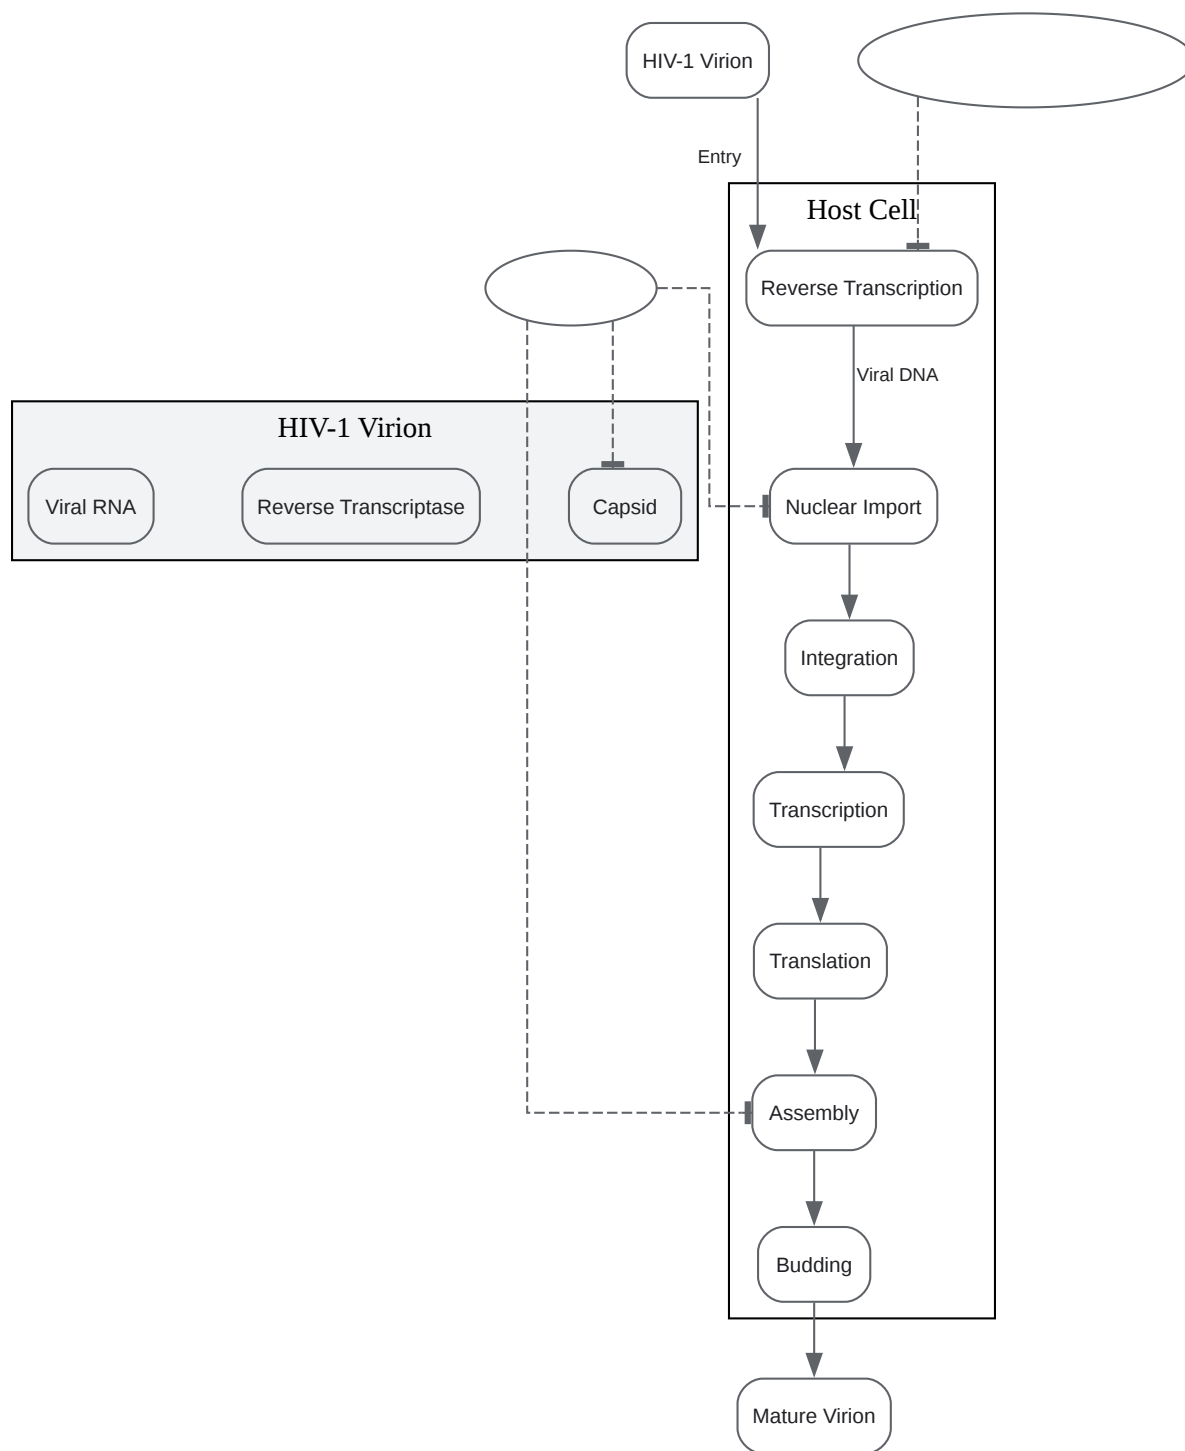 HIV-1 Virion
Entry
Host Cell
Reverse Transcription
Viral DNA
HIV-1 Virion
Viral RNA
Reverse Transcriptase
Capsid
Nuclear Import
Integration
Transcription
Translation
Assembly
Budding
Mature Virion